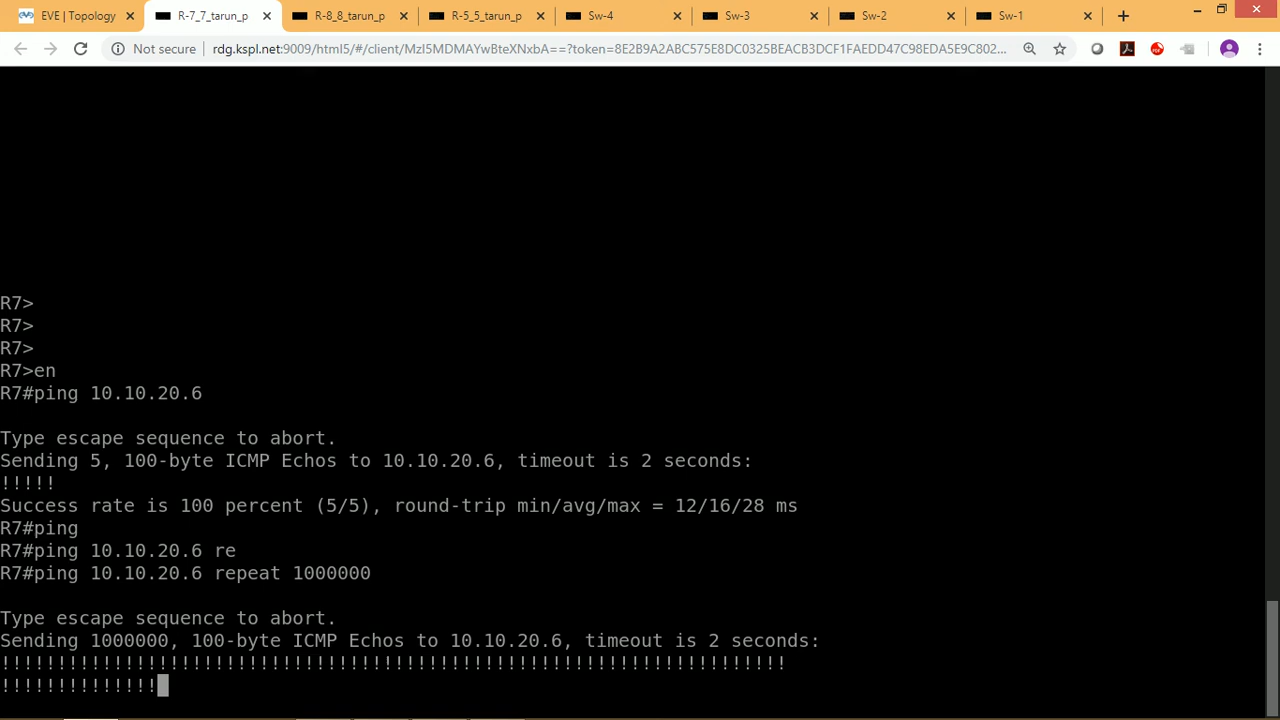 EVE | Topology
R-7_7_tarun_p
R-8_8_tarun_p
R-5_5_tarun_p
Sw-4
Sw-3
Sw-2
Sw-1
Not secure
rdg.kspl.net:9009/html5/#/client/MzI5MDMAYwBteXNxbA==?token=8E2B9A2ABC575E8DC0325BEACB3DCF1FAEDD47C98EDA5E9C802...
R7>
R7>
R7>
R7>en
R7#ping 10.10.20.6
Type escape sequence to abort.
Sending 5, 100-byte ICMP Echos to 10.10.20.6, timeout is 2 seconds:
!!!!!
Success rate is 100 percent (5/5), round-trip min/avg/max = 12/16/28 ms
R7#ping
R7#ping 10.10.20.6 re
R7#ping 10.10.20.6 repeat 1000000
Type escape sequence to abort.
Sending 1000000, 100-byte ICMP Echos to 10.10.20.6, timeout is 2 seconds:
!!!!!!!!!!!!!!!!!!!!!!!!!!!!!!!!!!!!!!!!!!!!!!!!!!!!!!!!!!!!!!!!!!!!!!
!!!!!!!!!!!!!!